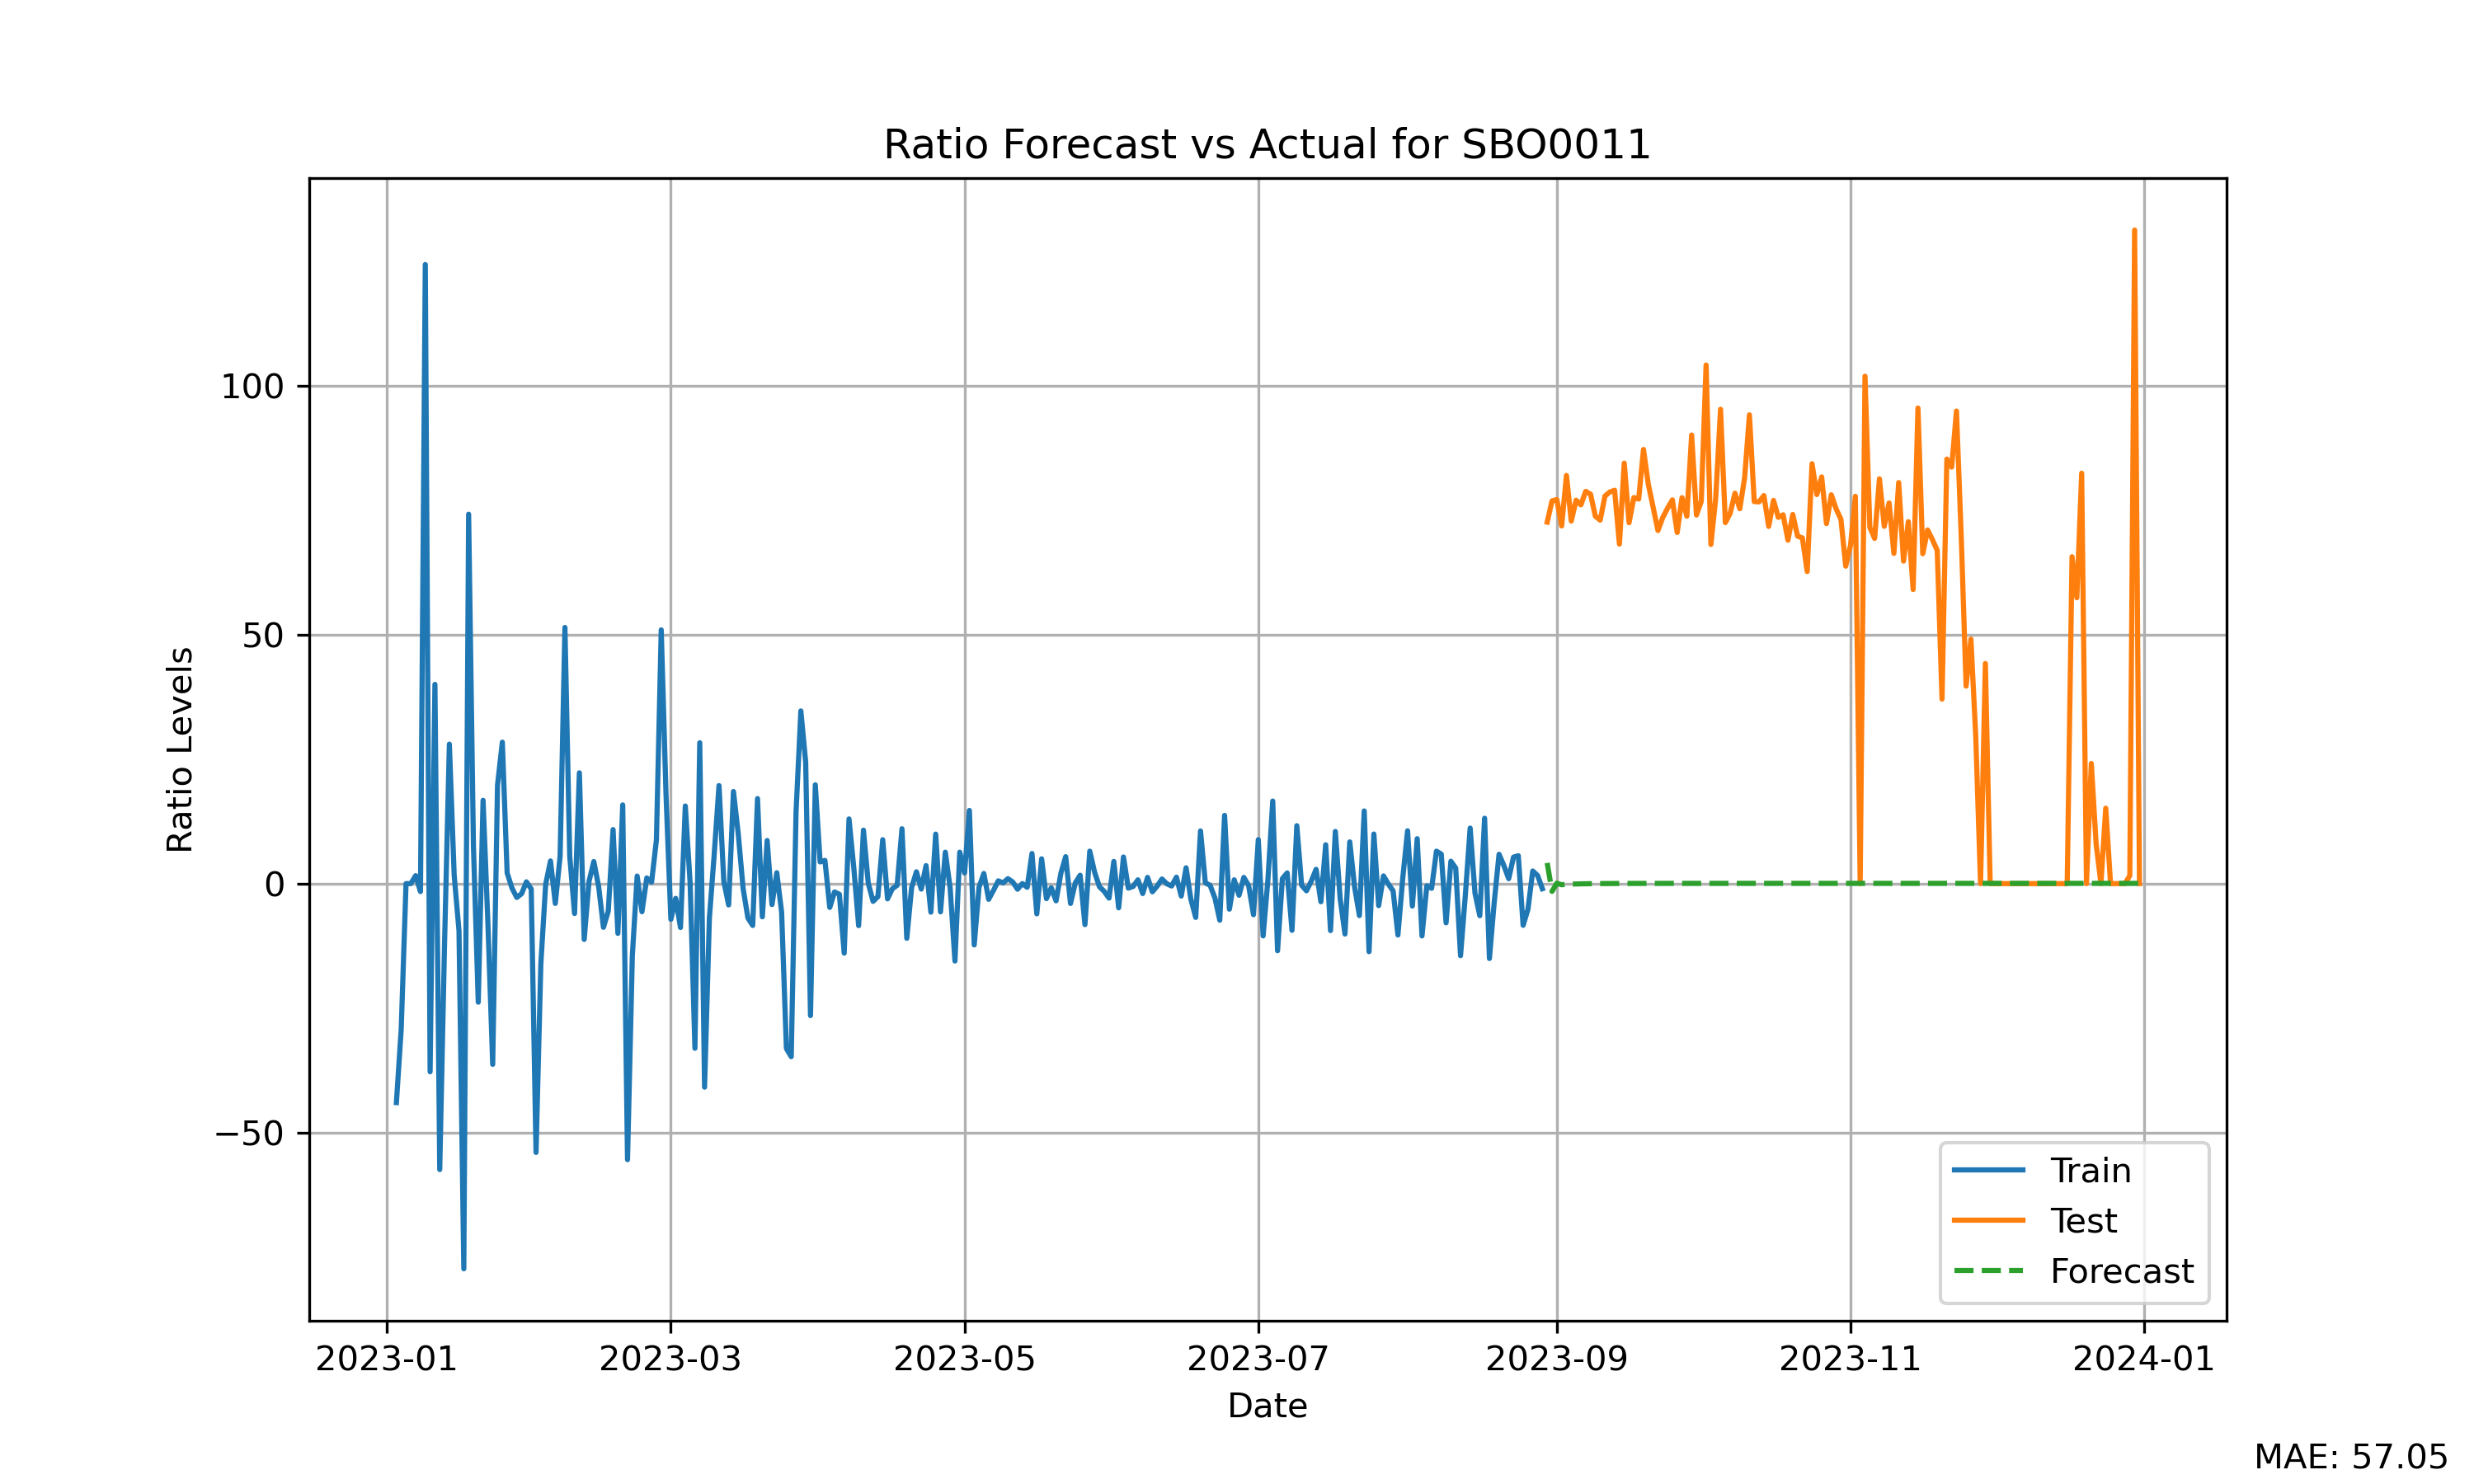 Ratio Forecast vs Actual for SBO0011
Ratio Levels
100
50
0
−50
2023-01 2023-03 2023-05 2023-07 2023-09 2023-11 2024-01
Date
Train
Test
Forecast
MAE: 57.05